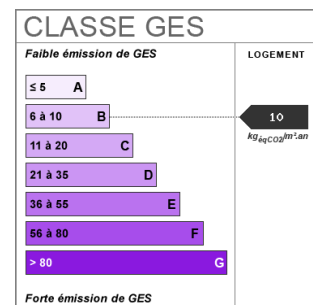 CLASSE GES
Faible émission de GES
LOGEMENT
≤ 5 A
6 à 10 B
10
kgéqCO2/m².an
11 à 20 C
21 à 35 D
36 à 55 E
56 à 80 F
> 80 G
Forte émission de GES